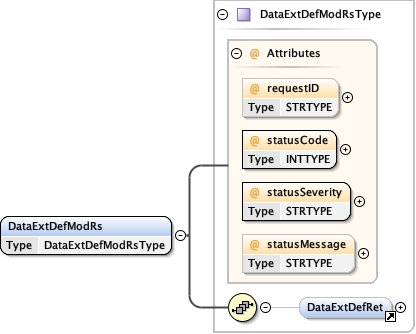 DataExtDefModRsType
@ Attributes
@ requestID
Type STRTYPE
@ statusCode
Type INTTYPE
@ statusSeverity
Type STRTYPE
DataExtDefModRs
Type DataExtDefModRsType
@ statusMessage
Type STRTYPE
DataExtDefRet